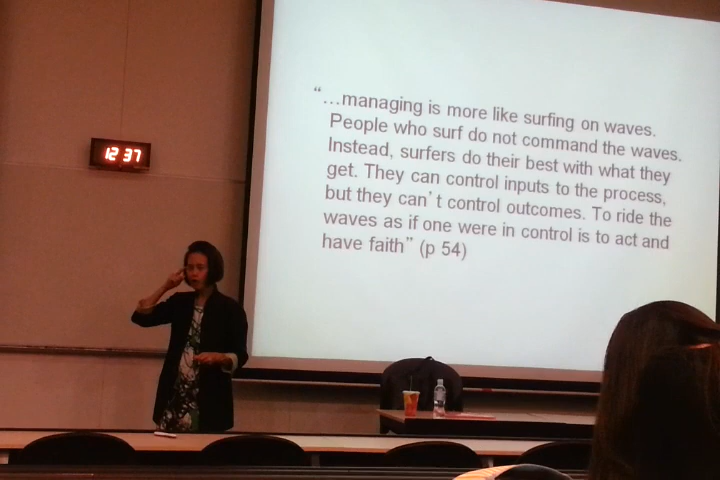 12 37
“…managing is more like surfing on waves.
People who surf do not command the waves.
Instead, surfers do their best with what they
get. They can control inputs to the process,
but they can’t control outcomes. To ride the
waves as if one were in control is to act and
have faith” (p 54)